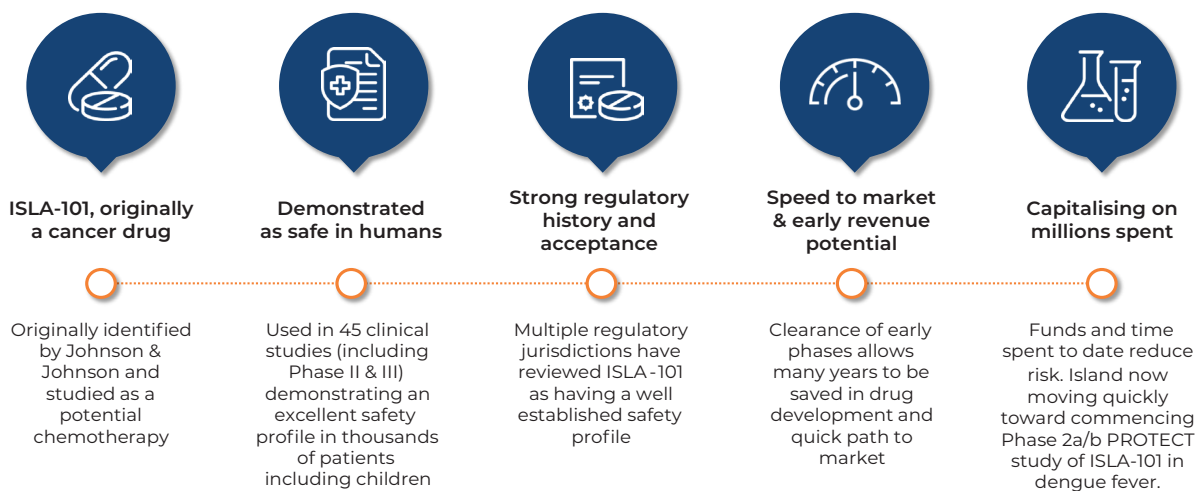 ISLA-101, originally
a cancer drug
Originally identified
by Johnson &
Johnson and
studied as a
potential
chemotherapy
Demonstrated
as safe in humans
Used in 45 clinical
studies (including
Phase II & III)
demonstrating an
excellent safety
profile in thousands
of patients
including children
Strong regulatory
history and
acceptance
Multiple regulatory
jurisdictions have
reviewed ISLA-101
as having a well
established safety
profile
Speed to market
& early revenue
potential
Clearance of early
phases allows
many years to be
saved in drug
development and
quick path to
market
Capitalising on
millions spent
Funds and time
spent to date reduce
risk. Island now
moving quickly
toward commencing
Phase 2a/b PROTECT
study of ISLA-101 in
dengue fever.